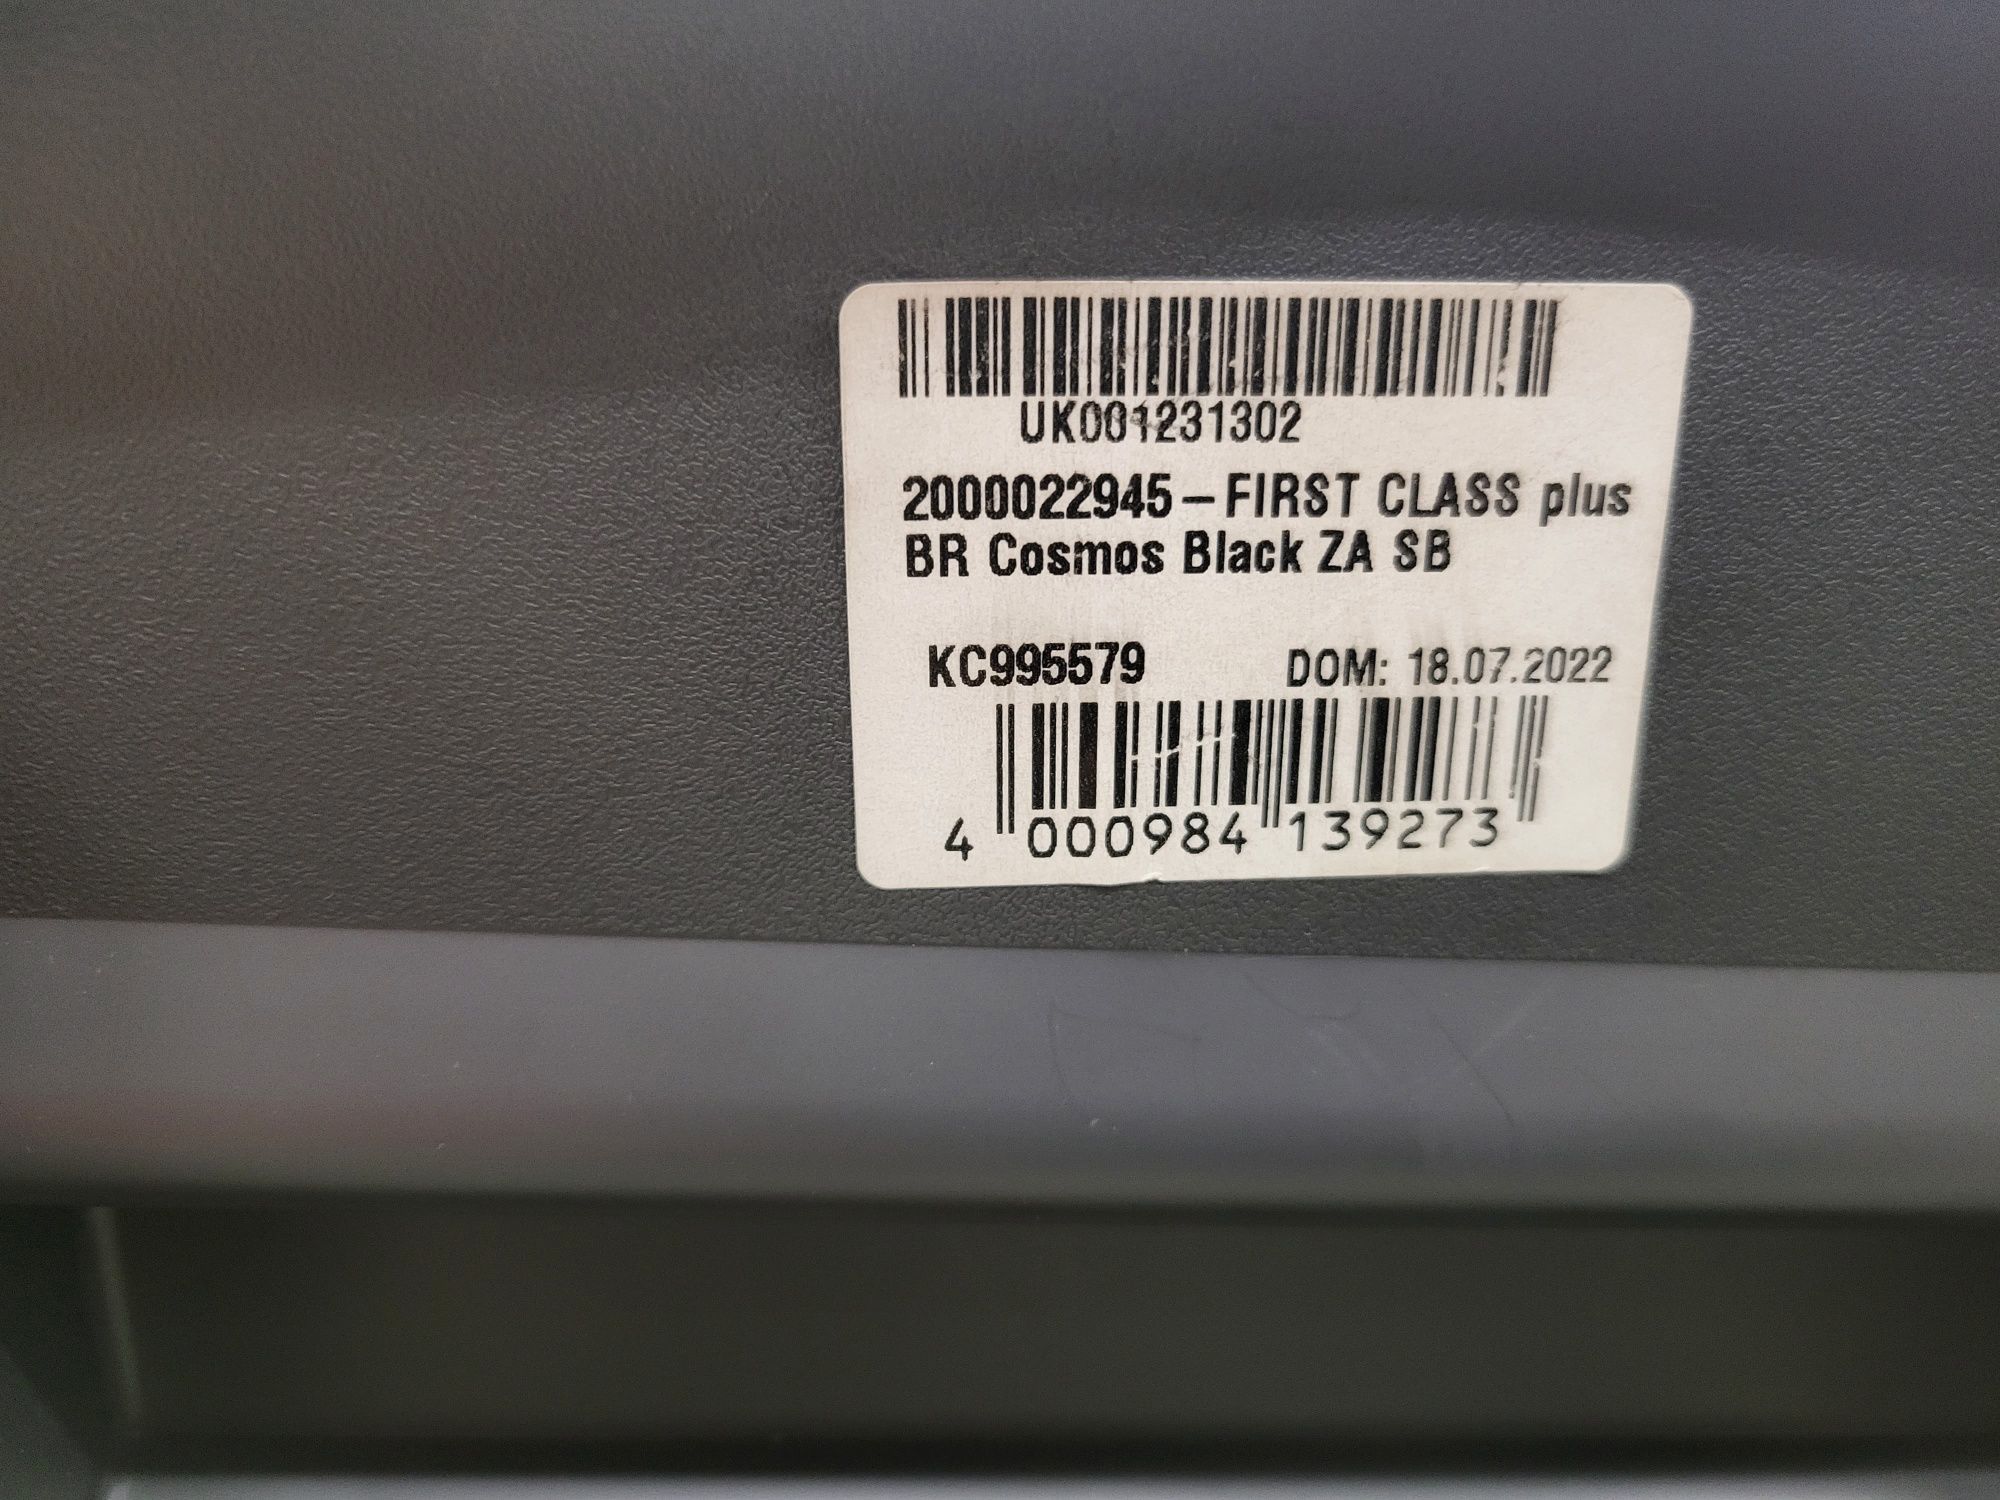 UK001231302
2000022945-FIRST CLASS plus
BR Cosmos Black ZA SB
KC995579 DOM: 18.07.2022
4 000984 139273